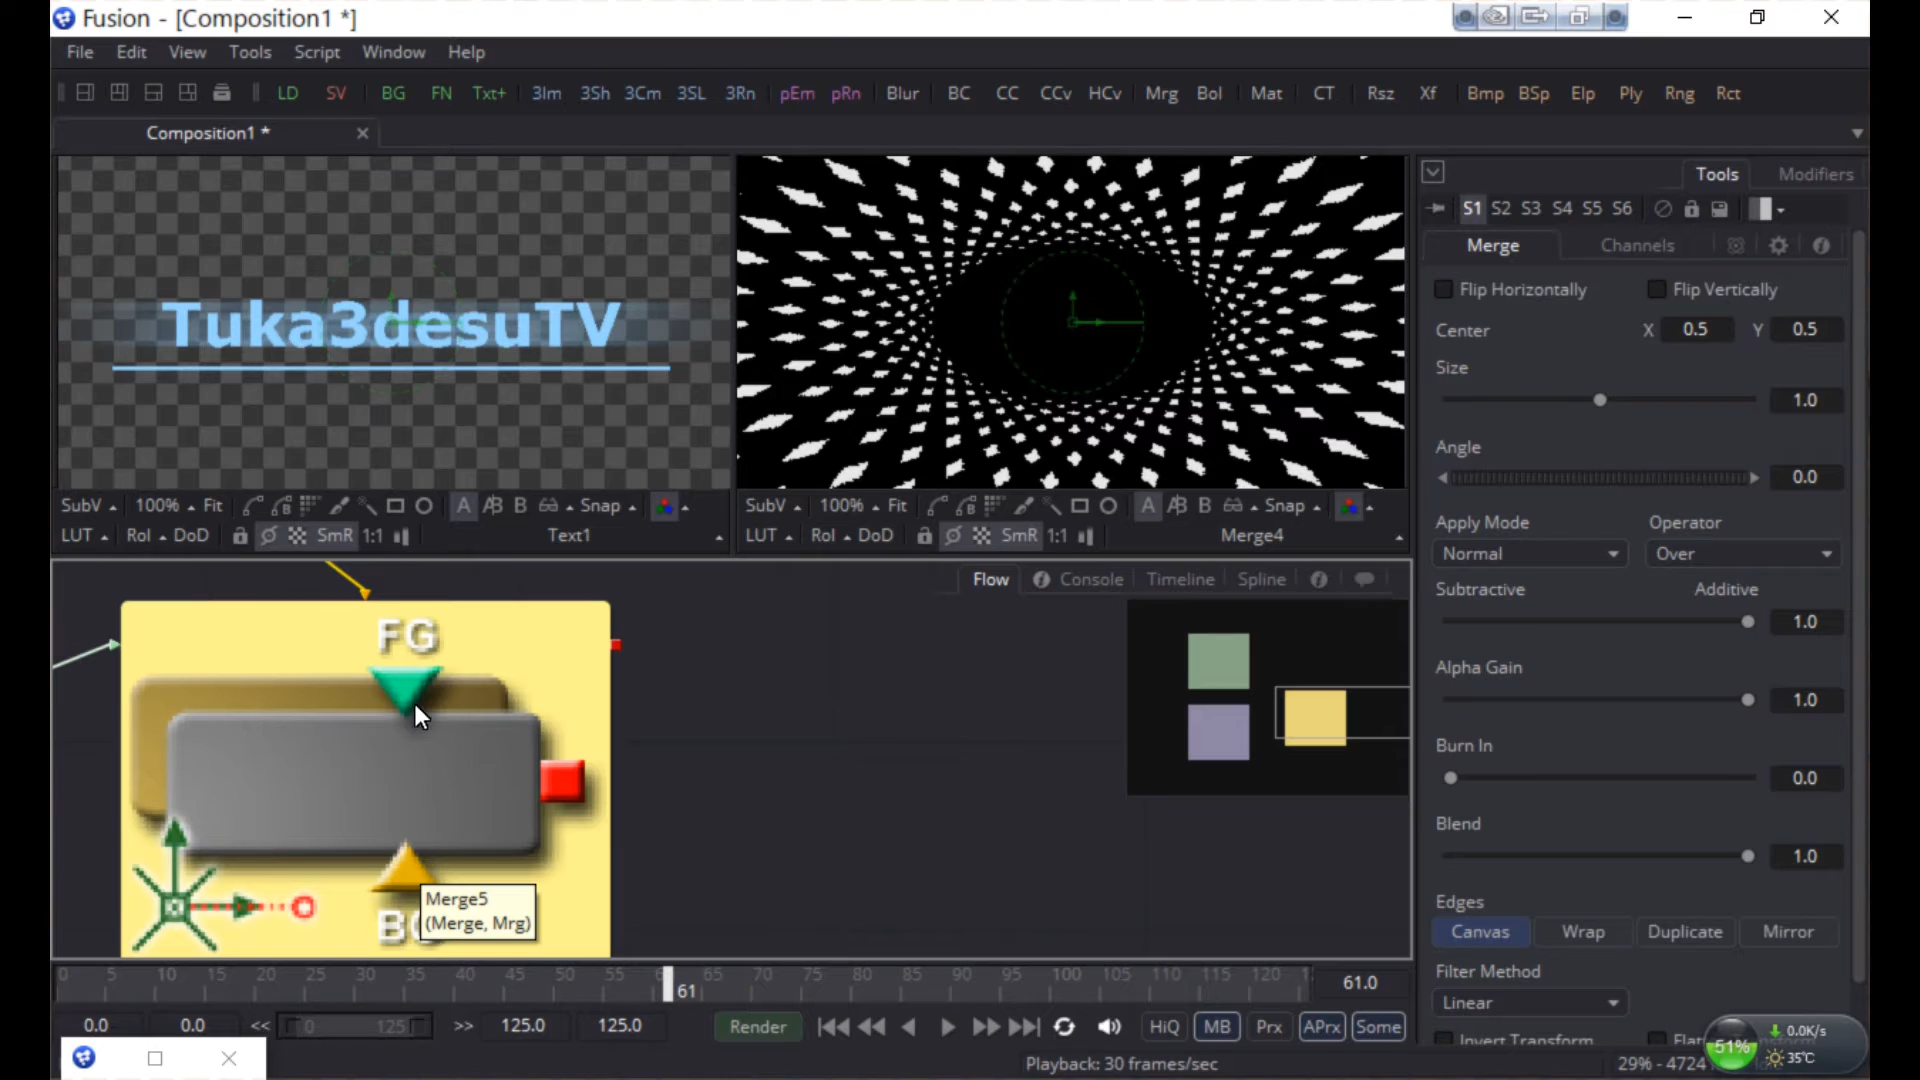 Fusion - [Composition1 *]
File Edit View Tools Script Window Help
LD SV BG FN Txt+ 3Im 3Sh 3Cm 3SL 3Rn pEm pRn Blur BC CC CCv HCv Mrg Bol Mat CT Rsz Xf Bmp BSp Elp Ply Rng Rct
Composition1 *
Tools Modifiers
S1 S2 S3 S4 S5 S6
Merge Channels
Flip Horizontally Flip Vertically
Center X 0.5 Y 0.5
Size
1.0
Angle
0.0
Apply Mode Operator
Normal Over
Subtractive Additive
1.0
Alpha Gain
1.0
Burn In
0.0
Blend
1.0
Edges
Canvas Wrap Duplicate Mirror
Filter Method
Linear
Invert Transform
Tuka3desuTV
SubV 100% Fit A B Snap
LUT RoI DoD SmR 1:1 Text1
SubV 100% Fit A B Snap
LUT RoI DoD SmR 1:1 Merge4
Flow Console Timeline Spline
FG
Merge5
(Merge, Mrg)
0 5 10 15 20 25 30 35 40 45 50 55 65 70 75 80 85 90 95 100 105 110 115 120
61
61.0
0.0 0.0 << 0 125 >> 125.0 125.0 Render HiQ MB Prx APrx Some
Playback: 30 frames/sec
29% - 4724
51% 0.0K/s
35℃